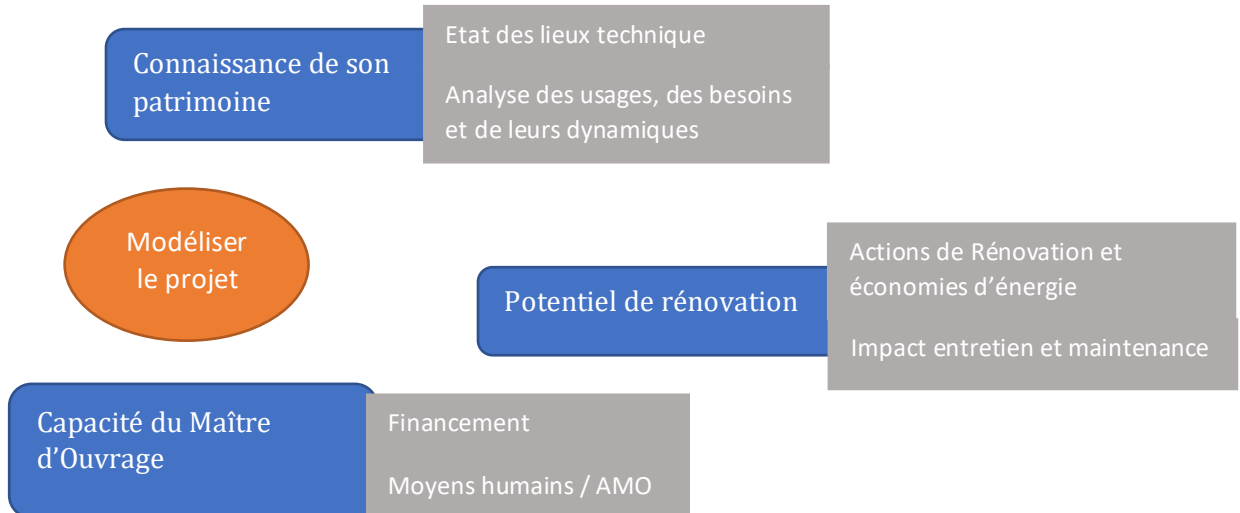 Connaissance de son
patrimoine
Etat des lieux technique
Analyse des usages, des besoins
et de leurs dynamiques
Modéliser
le projet
Potentiel de rénovation
Actions de Rénovation et
économies d’énergie
Impact entretien et maintenance
Capacité du Maître
d’Ouvrage
Financement
Moyens humains / AMO